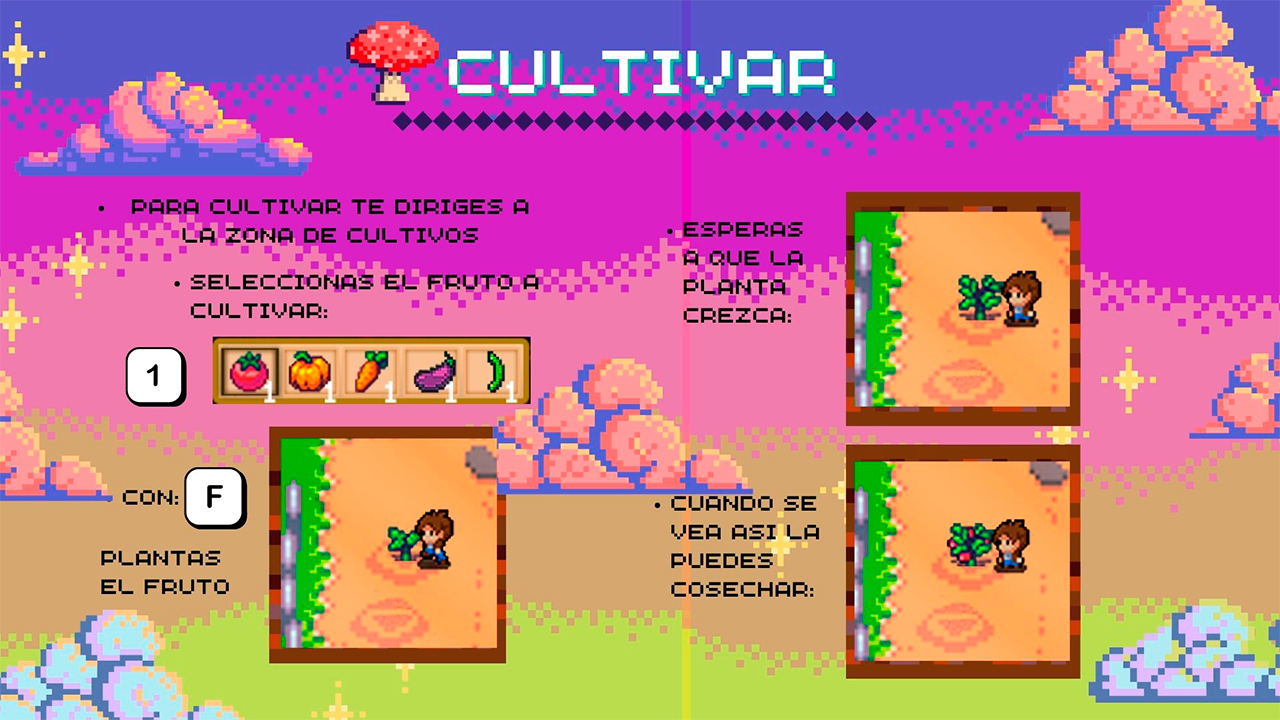 CULTIVAR
• PARA CULTIVAR TE DIRIGES A
LA ZONA DE CULTIVOS
• SELECCIONAS EL FRUTO A
CULTIVAR:
1
1 1 1 1 1
CON: F
PLANTAS
EL FRUTO
• ESPERAS
A QUE LA
PLANTA
CREZCA:
• CUANDO SE
VEA ASI LA
PUEDES
COSECHAR: